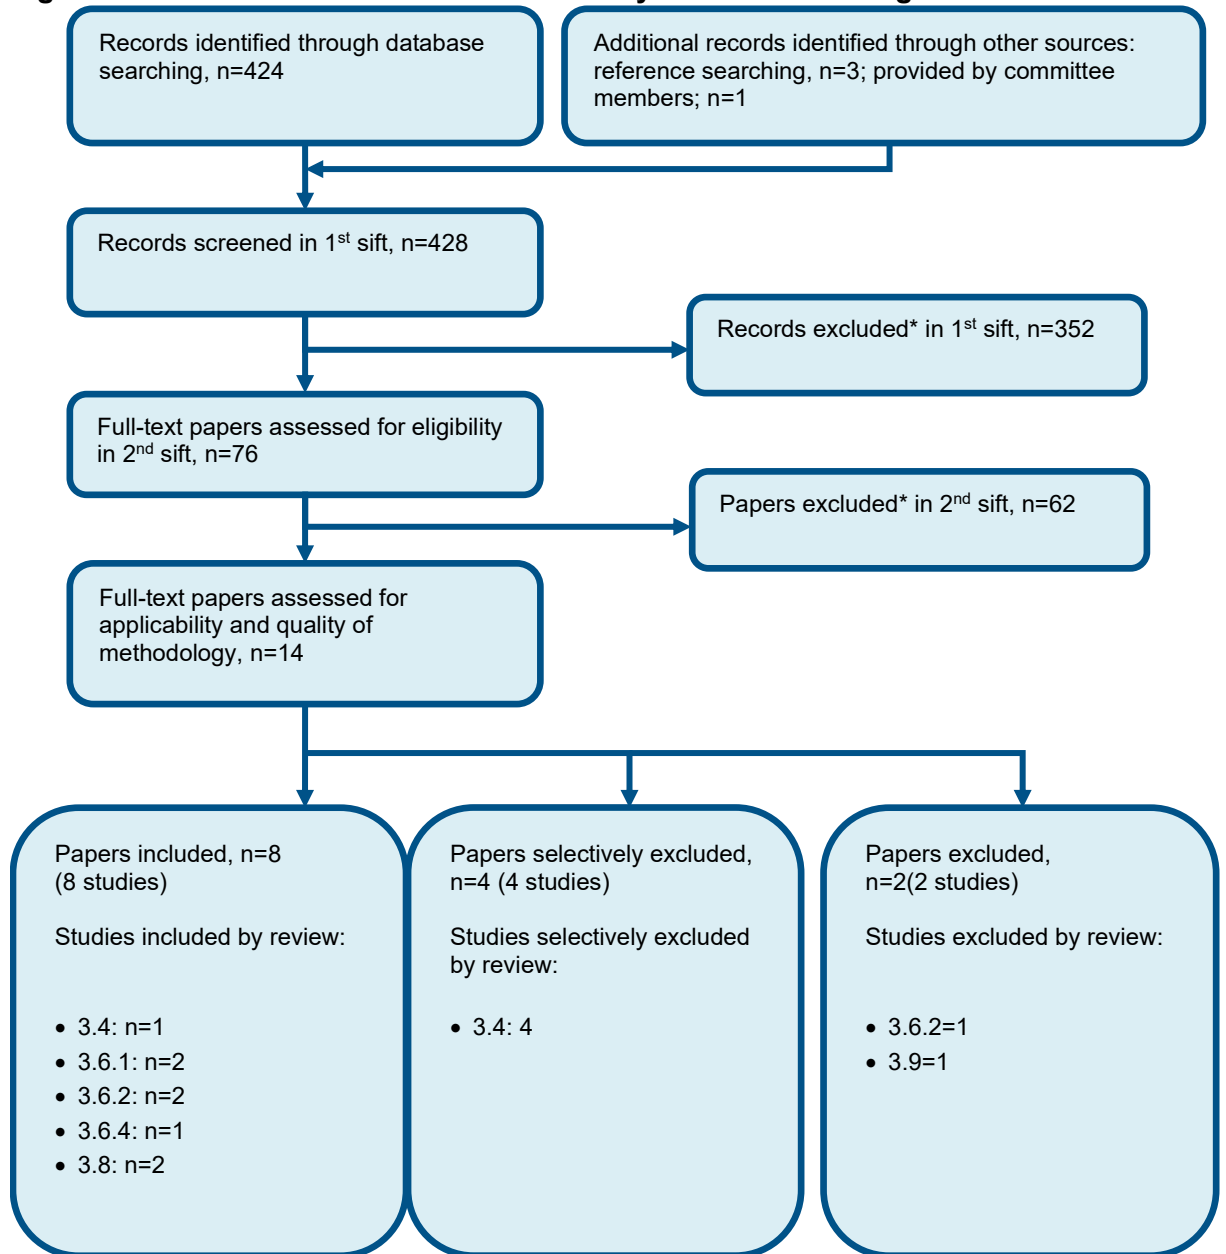 Records identified through database
searching, n=424
Additional records identified through other sources:
reference searching, n=3; provided by committee
members; n=1
Records screened in 1st sift, n=428
Records excluded* in 1st sift, n=352
Full-text papers assessed for eligibility
in 2nd sift, n=76
Papers excluded* in 2nd sift, n=62
Full-text papers assessed for
applicability and quality of
methodology, n=14
Papers included, n=8
(8 studies)
Studies included by review:
• 3.4: n=1
• 3.6.1: n=2
• 3.6.2: n=2
• 3.6.4: n=1
• 3.8: n=2
Papers selectively excluded,
n=4 (4 studies)
Studies selectively excluded
by review:
• 3.4: 4
Papers excluded,
n=2(2 studies)
Studies excluded by review:
• 3.6.2=1
• 3.9=1